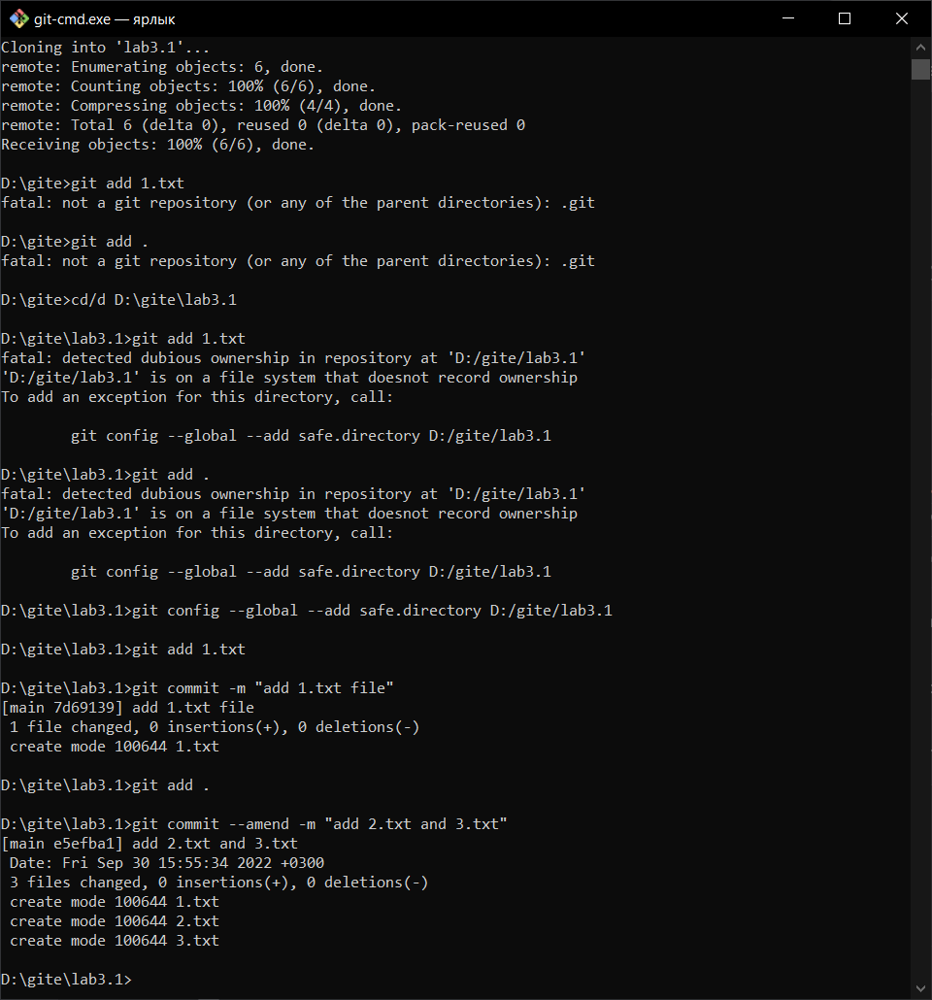 git-cmd.exe — ярлык
Cloning into 'lab3.1'...
remote: Enumerating objects: 6, done.
remote: Counting objects: 100% (6/6), done.
remote: Compressing objects: 100% (4/4), done.
remote: Total 6 (delta 0), reused 0 (delta 0), pack-reused 0
Receiving objects: 100% (6/6), done.
D:\gite>git add 1.txt
fatal: not a git repository (or any of the parent directories): .git
D:\gite>git add .
fatal: not a git repository (or any of the parent directories): .git
D:\gite>cd/d D:\gite\lab3.1
D:\gite\lab3.1>git add 1.txt
fatal: detected dubious ownership in repository at 'D:/gite/lab3.1'
'D:/gite/lab3.1' is on a file system that doesnot record ownership
To add an exception for this directory, call:
git config --global --add safe.directory D:/gite/lab3.1
D:\gite\lab3.1>git add .
fatal: detected dubious ownership in repository at 'D:/gite/lab3.1'
'D:/gite/lab3.1' is on a file system that doesnot record ownership
To add an exception for this directory, call:
git config --global --add safe.directory D:/gite/lab3.1
D:\gite\lab3.1>git config --global --add safe.directory D:/gite/lab3.1
D:\gite\lab3.1>git add 1.txt
D:\gite\lab3.1>git commit -m "add 1.txt file"
[main 7d69139] add 1.txt file
1 file changed, 0 insertions(+), 0 deletions(-)
create mode 100644 1.txt
D:\gite\lab3.1>git add .
D:\gite\lab3.1>git commit --amend -m "add 2.txt and 3.txt"
[main e5efba1] add 2.txt and 3.txt
Date: Fri Sep 30 15:55:34 2022 +0300
3 files changed, 0 insertions(+), 0 deletions(-)
create mode 100644 1.txt
create mode 100644 2.txt
create mode 100644 3.txt
D:\gite\lab3.1>